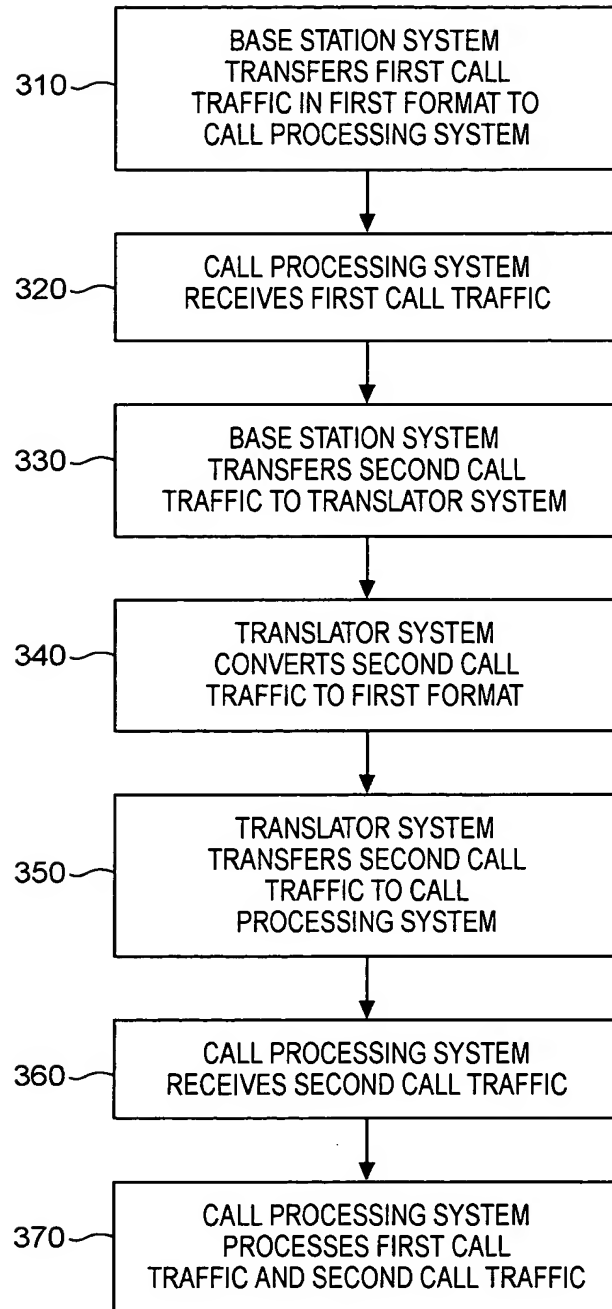 310
BASE STATION SYSTEM
TRANSFERS FIRST CALL
TRAFFIC IN FIRST FORMAT TO
CALL PROCESSING SYSTEM
320
CALL PROCESSING SYSTEM
RECEIVES FIRST CALL TRAFFIC
330
BASE STATION SYSTEM
TRANSFERS SECOND CALL
TRAFFIC TO TRANSLATOR SYSTEM
340
TRANSLATOR SYSTEM
CONVERTS SECOND CALL
TRAFFIC TO FIRST FORMAT
350
TRANSLATOR SYSTEM
TRANSFERS SECOND CALL
TRAFFIC TO CALL
PROCESSING SYSTEM
360
CALL PROCESSING SYSTEM
RECEIVES SECOND CALL TRAFFIC
370
CALL PROCESSING SYSTEM
PROCESSES FIRST CALL
TRAFFIC AND SECOND CALL TRAFFIC